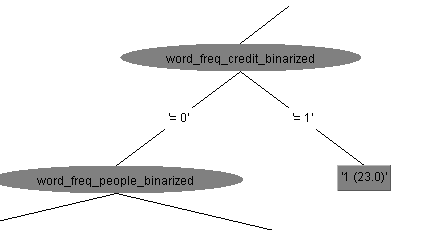 word_freq_credit_binarized
'= 0'
'= 1'
word_freq_people_binarized
'1 (23.0)'